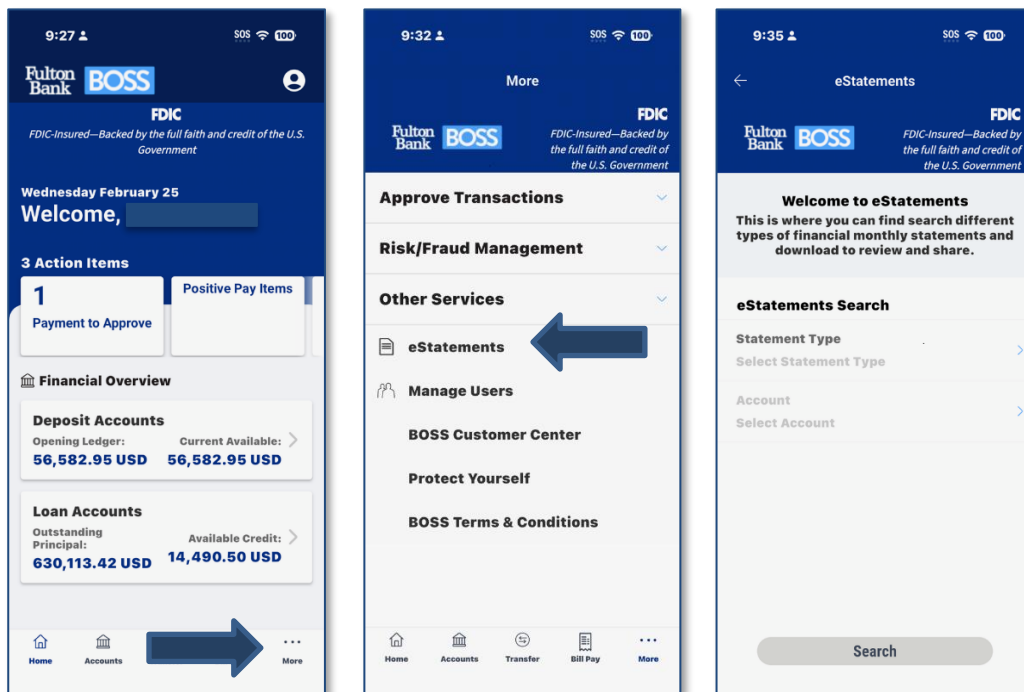 9:27
SOS
100
Fulton
Bank
BOSS
FDIC
FDIC-Insured—Backed by the full faith and credit of the U.S.
Government
Wednesday February 25
Welcome,
3 Action Items
1
Payment to Approve
Positive Pay Items
Financial Overview
Deposit Accounts
Opening Ledger:
Current Available:
56,582.95 USD
56,582.95 USD
Loan Accounts
Outstanding
Principal:
Available Credit:
630,113.42 USD
14,490.50 USD
Home
Accounts
More
9:32
SOS
100
More
Fulton
Bank
BOSS
FDIC
FDIC-Insured—Backed by
the full faith and credit of
the U.S. Government
Approve Transactions
Risk/Fraud Management
Other Services
eStatements
Manage Users
BOSS Customer Center
Protect Yourself
BOSS Terms & Conditions
Home
Accounts
Transfer
Bill Pay
More
9:35
SOS
100
eStatements
Fulton
Bank
BOSS
FDIC
FDIC-Insured—Backed by
the full faith and credit of
the U.S. Government
Welcome to eStatements
This is where you can find search different
types of financial monthly statements and
download to review and share.
eStatements Search
Statement Type
Select Statement Type
Account
Select Account
Search